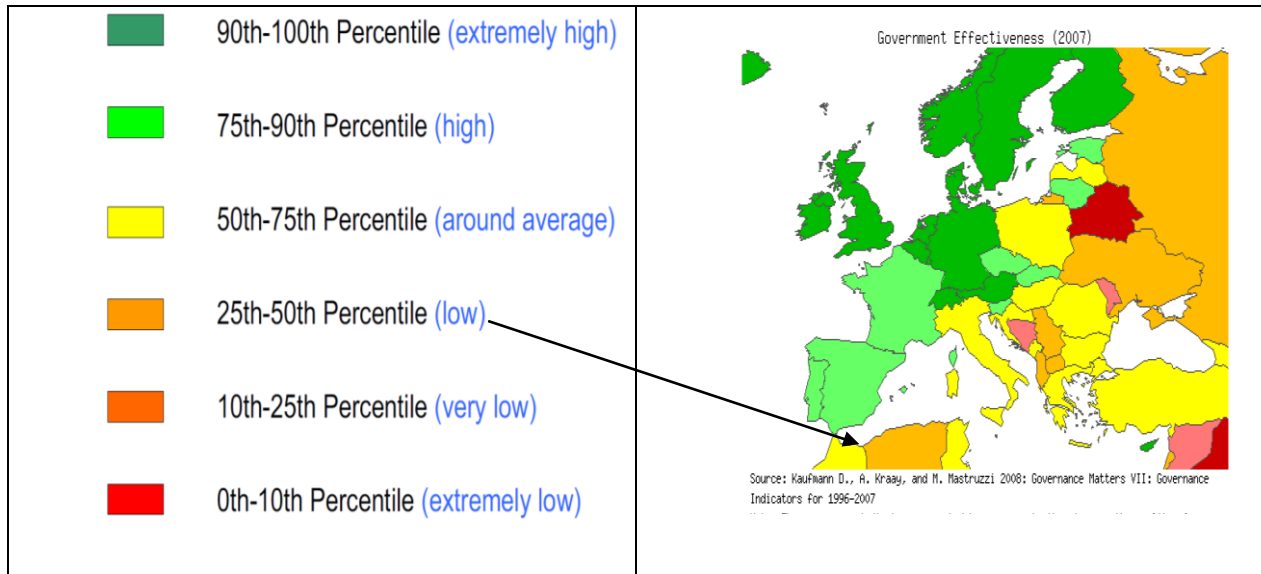 90th-100th Percentile (extremely high)
75th-90th Percentile (high)
50th-75th Percentile (around average)
25th-50th Percentile (low)
10th-25th Percentile (very low)
0th-10th Percentile (extremely low)
Government Effectiveness (2007)
Source: Kaufmann D., A. Kraay, and M. Mastruzzi 2008: Governance Matters VII: Governance
Indicators for 1996-2007